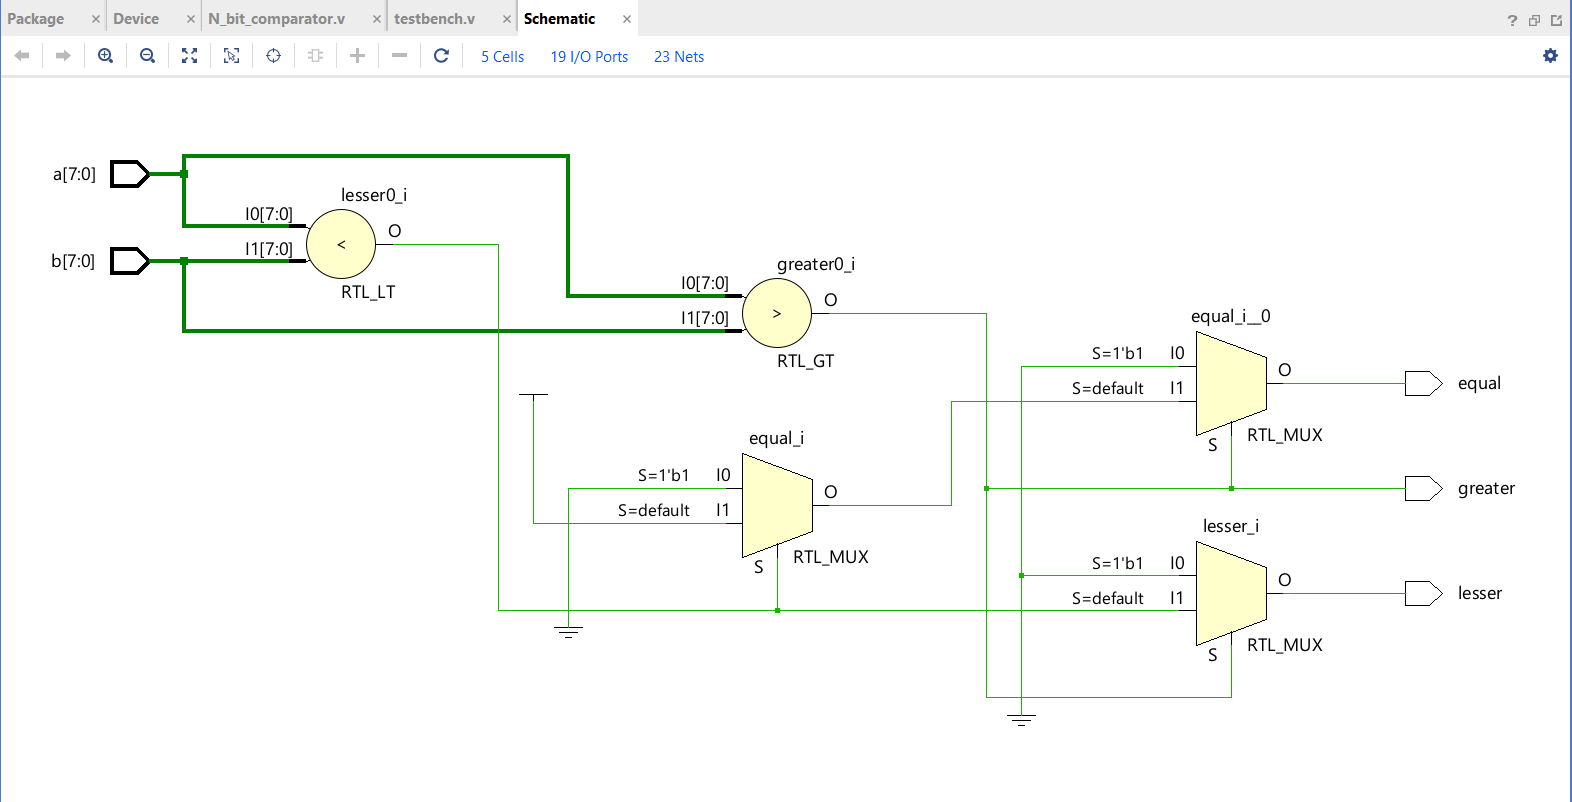 Package × Device × N_bit_comparator.v × testbench.v × Schematic ×
5 Cells 19 I/O Ports 23 Nets
a[7:0]
lesser0_i
I0[7:0]
O
I1[7:0]
<
b[7:0]
RTL_LT
greater0_i
I0[7:0]
O
I1[7:0]
>
RTL_GT
equal_i__0
S=1'b1 I0
O
equal
S=default I1
S
RTL_MUX
equal_i
S=1'b1 I0
O
S=default I1
S
RTL_MUX
greater
lesser_i
S=1'b1 I0
O
lesser
S=default I1
S
RTL_MUX